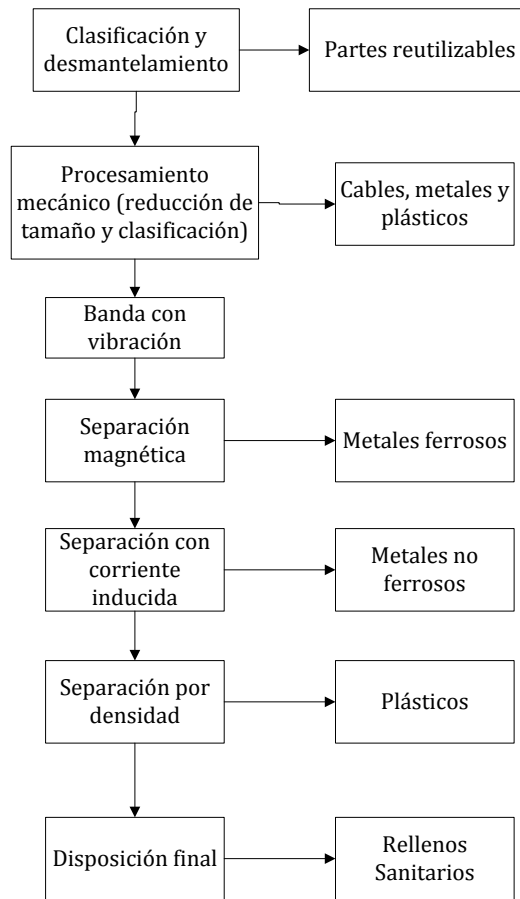 Clasificación y
desmantelamiento
Partes reutilizables
Procesamiento
mecánico (reducción de
tamaño y clasificación)
Cables, metales y
plásticos
Banda con
vibración
Separación
magnética
Metales ferrosos
Separación con
corriente
inducida
Metales no
ferrosos
Separación por
densidad
Plásticos
Disposición final
Rellenos
Sanitarios